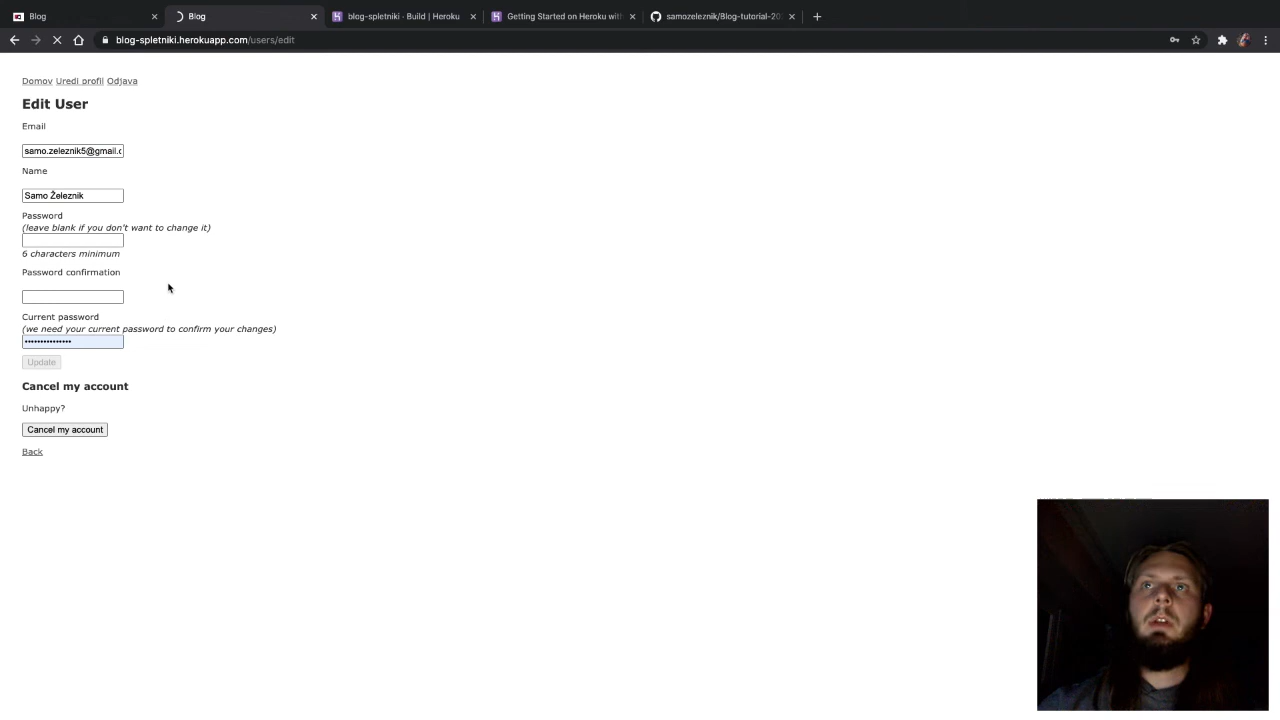 Blog
Blog
blog-spletniki · Build | Heroku
Getting Started on Heroku with
samozeleznik/Blog-tutorial-20
blog-spletniki.herokuapp.com/users/edit
Domov Uredi profil Odjava
Edit User
Email
samo.zeleznik5@gmail.c
Name
Samo Železnik
Password
(leave blank if you don't want to change it)
6 characters minimum
Password confirmation
Current password
(we need your current password to confirm your changes)
Update
Cancel my account
Unhappy?
Cancel my account
Back